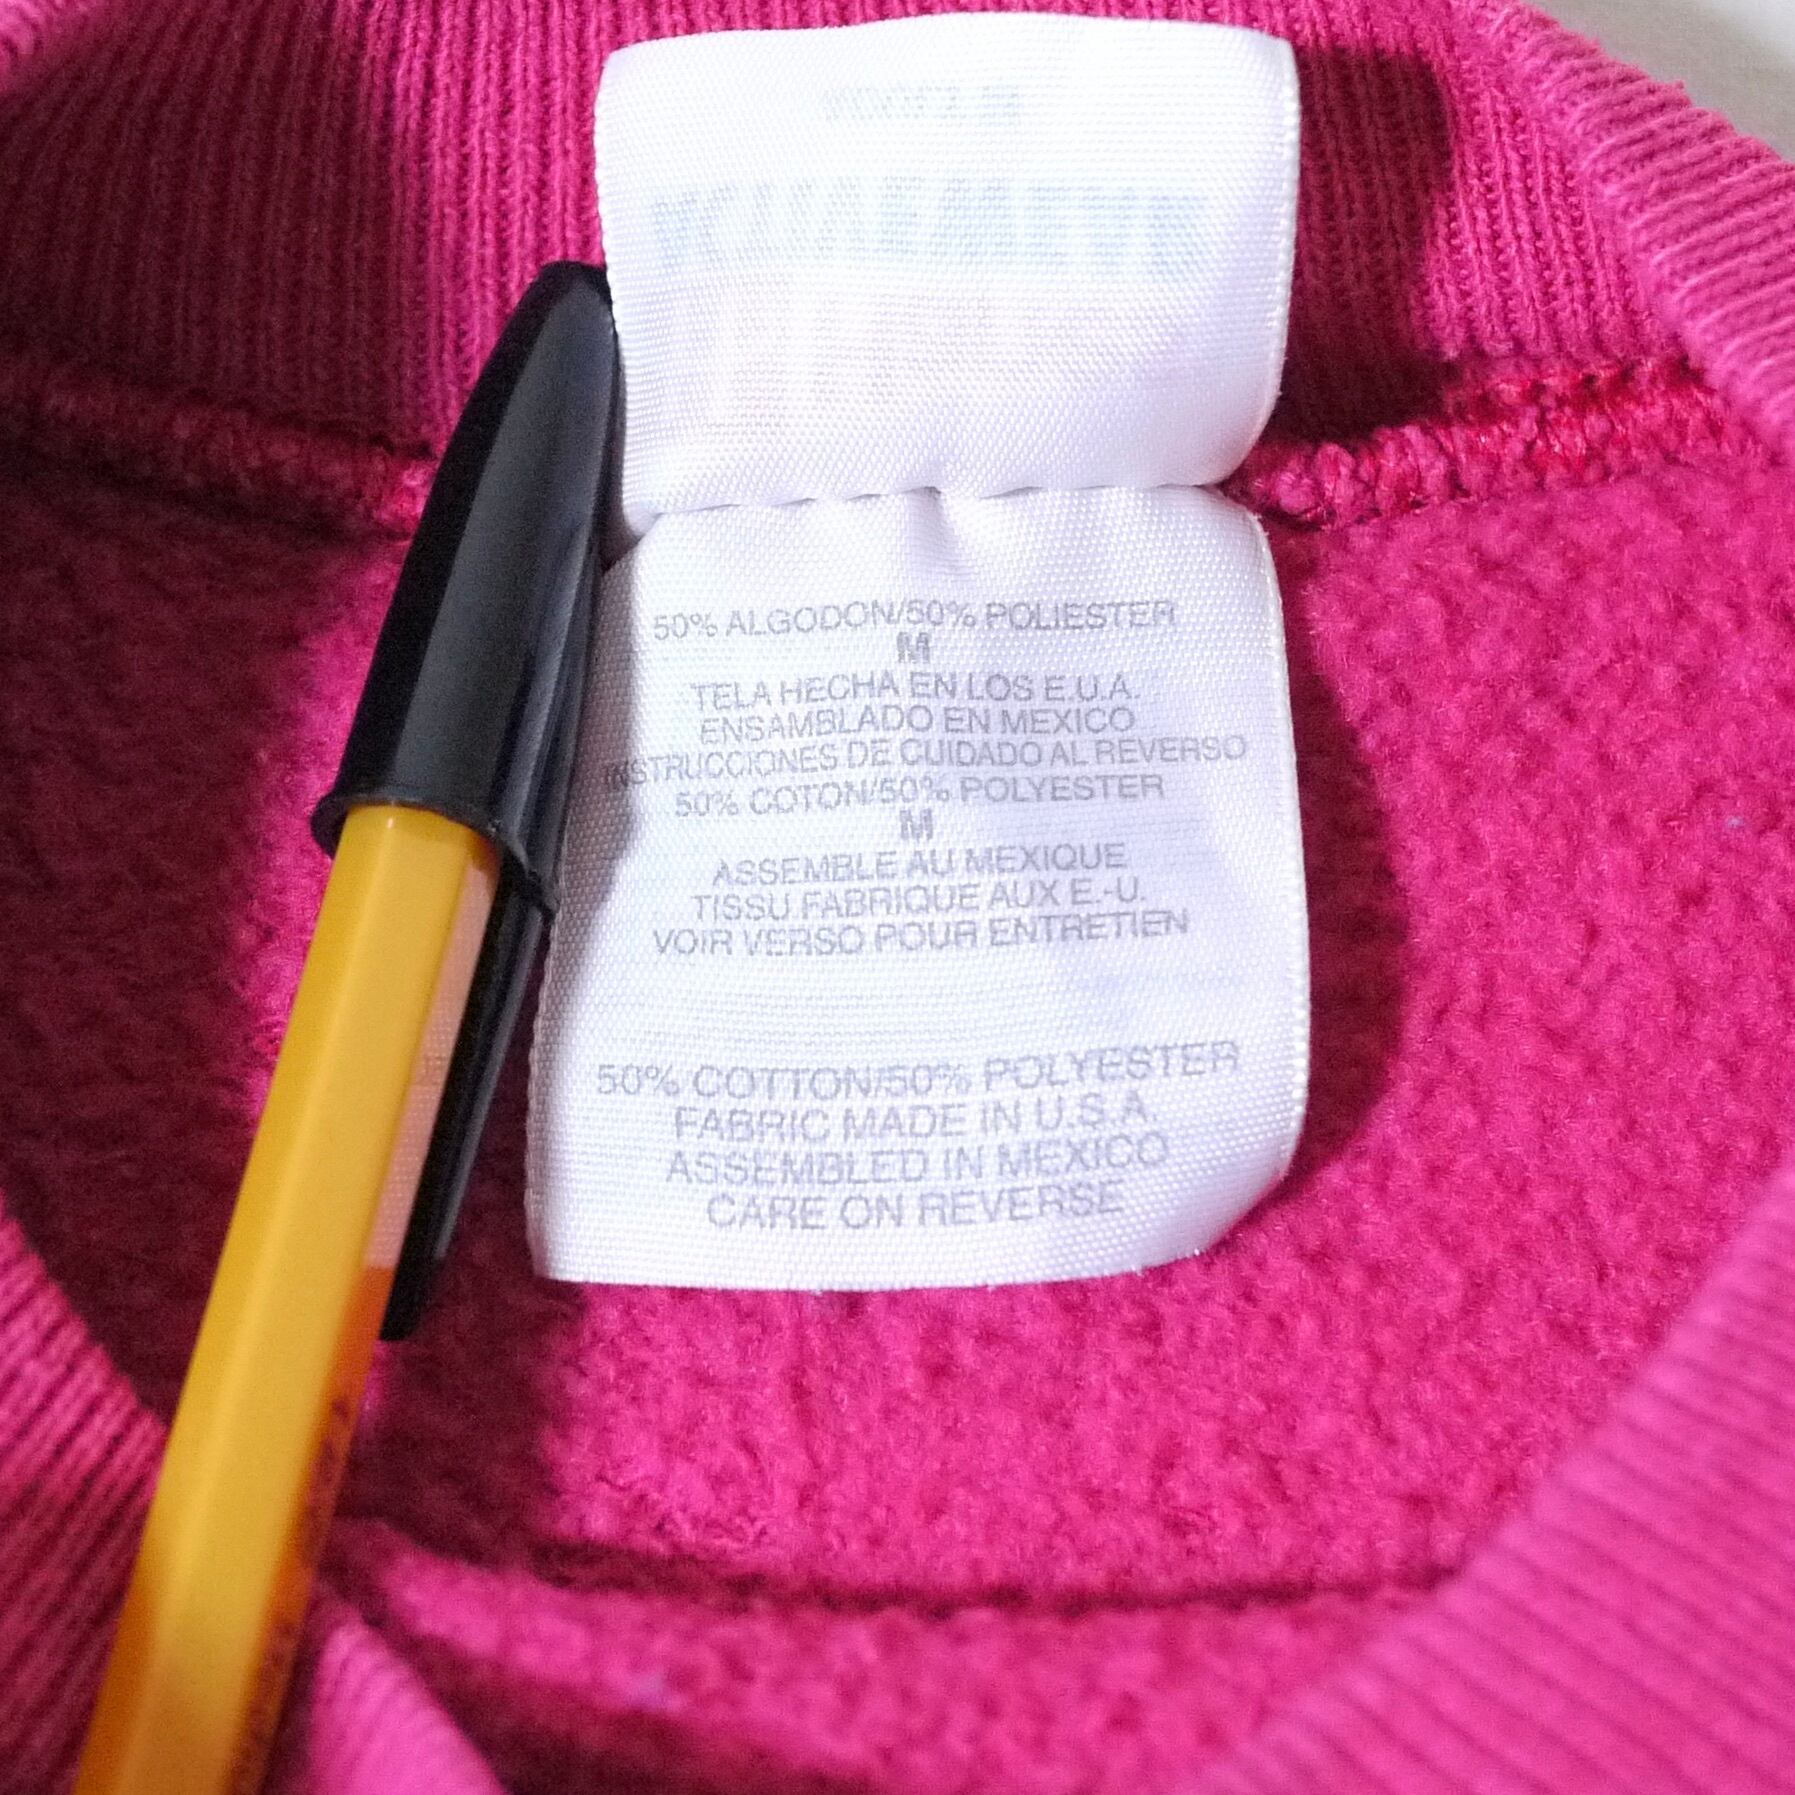 50% ALGODON/50% POLIESTER
M
TELA HECHA EN LOS E.U.A.
ENSAMBLADO EN MEXICO
INSTRUCCIONES DE CUIDADO AL REVERSO
50% COTON/50% POLYESTER
M
ASSEMBLE AU MEXIQUE
TISSU FABRIQUE AUX E.-U.
VOIR VERSO POUR ENTRETIEN
50% COTTON/50% POLYESTER
FABRIC MADE IN U.S.A.
ASSEMBLED IN MEXICO
CARE ON REVERSE